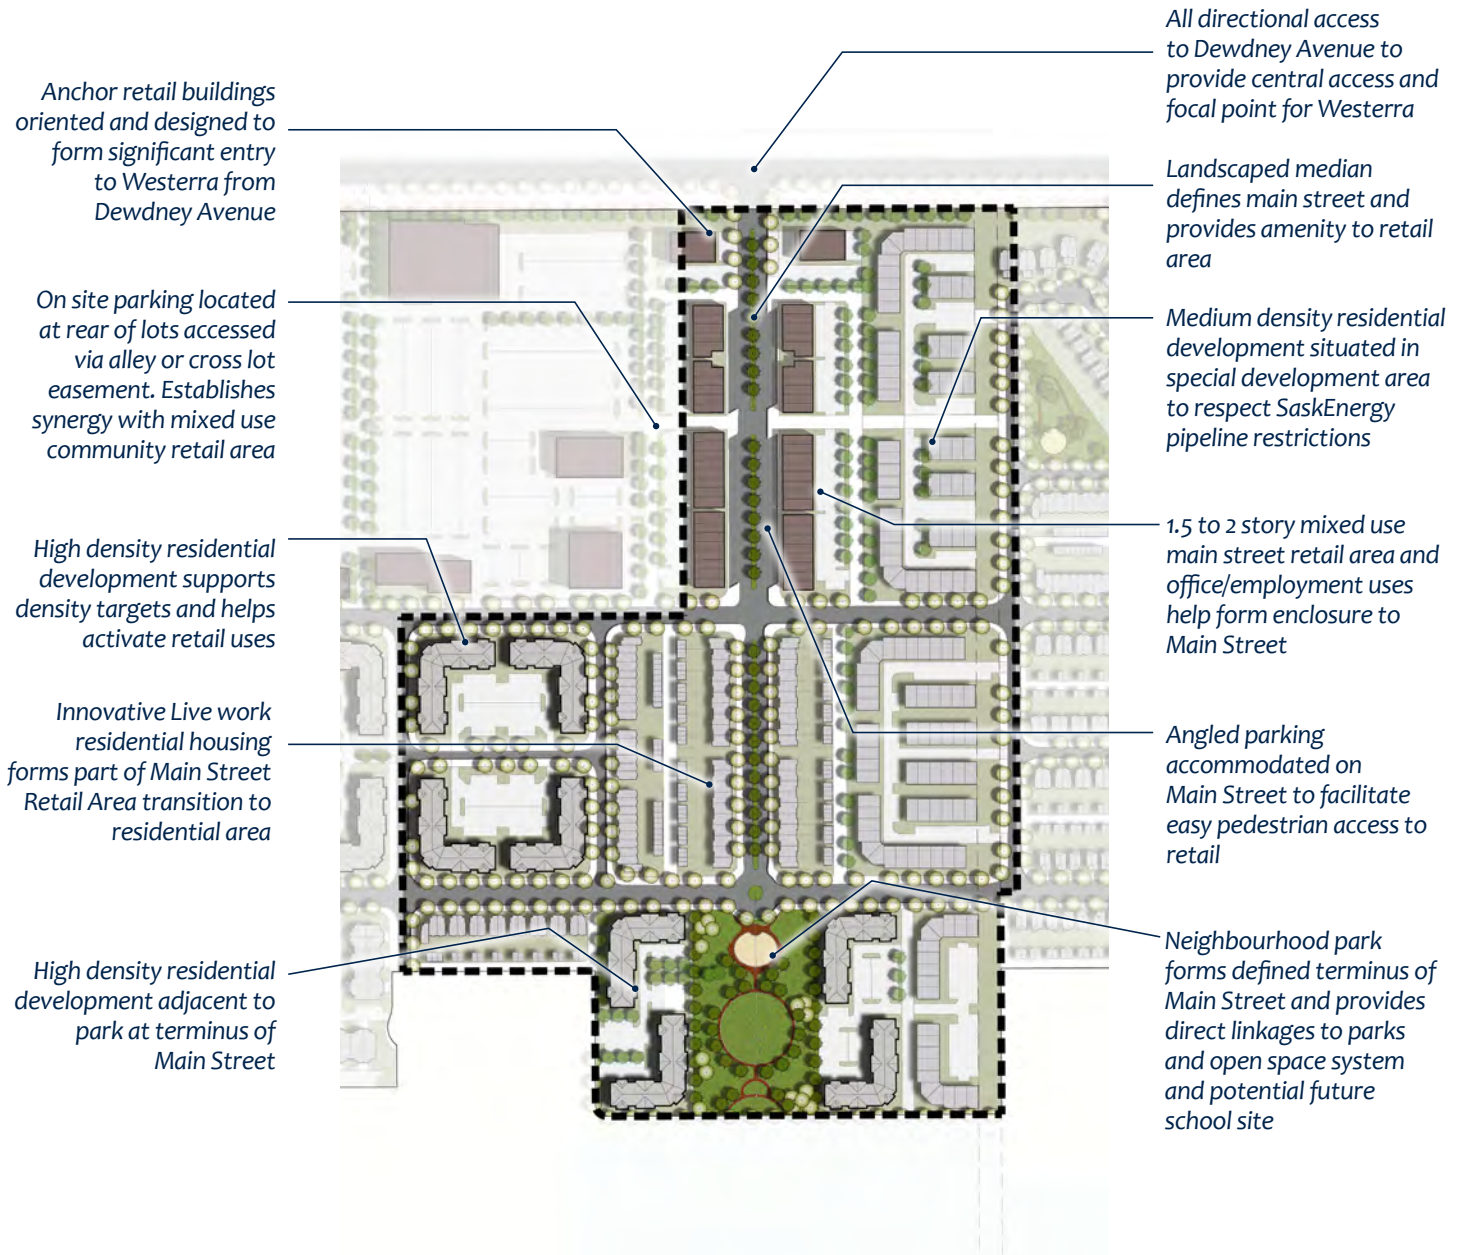 Anchor retail buildings
oriented and designed to
form significant entry
to Westerra from
Dewdney Avenue
On site parking located
at rear of lots accessed
via alley or cross lot
easement. Establishes
synergy with mixed use
community retail area
High density residential
development supports
density targets and helps
activate retail uses
Innovative Live work
residential housing
forms part of Main Street
Retail Area transition to
residential area
High density residential
development adjacent to
park at terminus of
Main Street
All directional access
to Dewdney Avenue to
provide central access and
focal point for Westerra
Landscaped median
defines main street and
provides amenity to retail
area
Medium density residential
development situated in
special development area
to respect SaskEnergy
pipeline restrictions
1.5 to 2 story mixed use
main street retail area and
office/employment uses
help form enclosure to
Main Street
Angled parking
accommodated on
Main Street to facilitate
easy pedestrian access to
retail
Neighbourhood park
forms defined terminus of
Main Street and provides
direct linkages to parks
and open space system
and potential future
school site